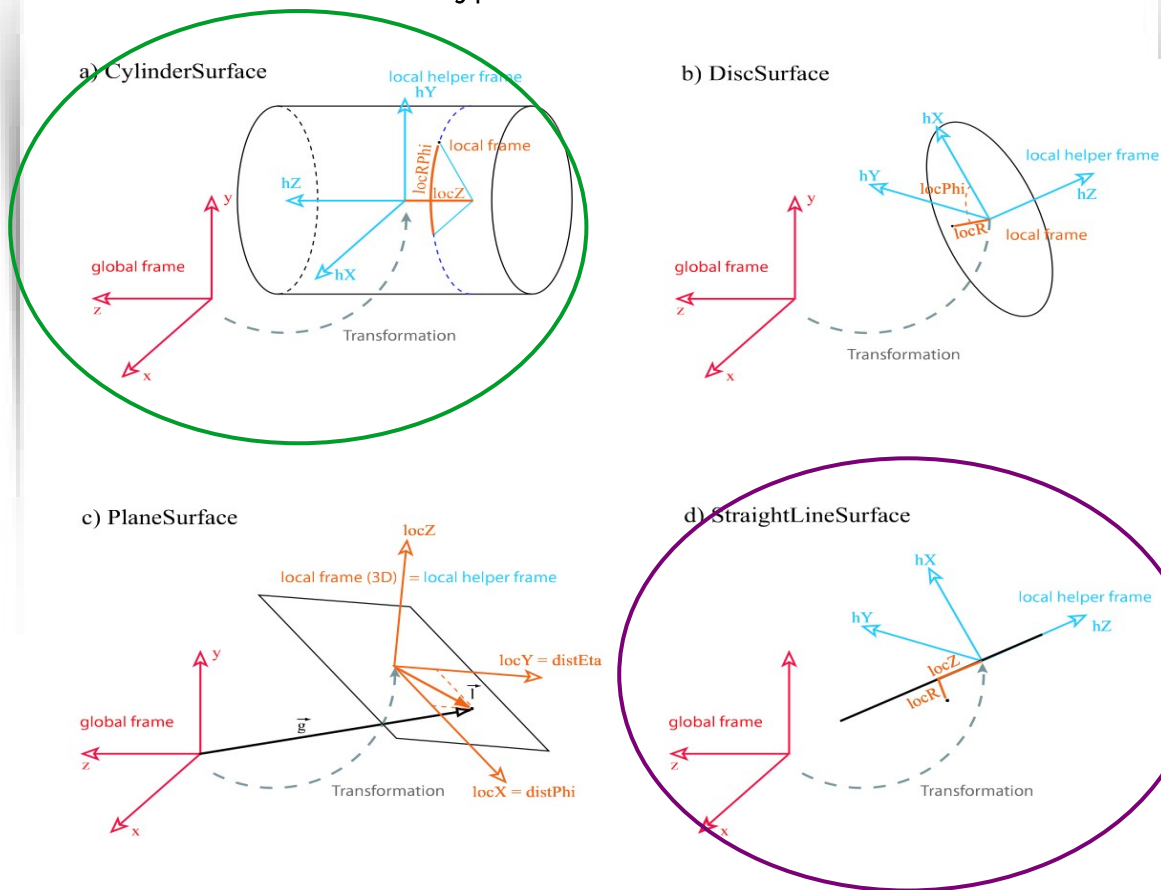 a) CylinderSurface
local helper frame
hY
locRPhi
local frame
hZ
locZ
y
hX
global frame
z
Transformation
x
b) DiscSurface
hX
local helper frame
hY
locPhi
hZ
y
locR
local frame
global frame
z
Transformation
x
c) PlaneSurface
locZ
local frame (3D) = local helper frame
y
locY = distEta
l
global frame
g
z
Transformation
locX = distPhi
x
d) StraightLineSurface
hX
local helper frame
hY
hZ
y
locZ
locR
global frame
z
Transformation
x